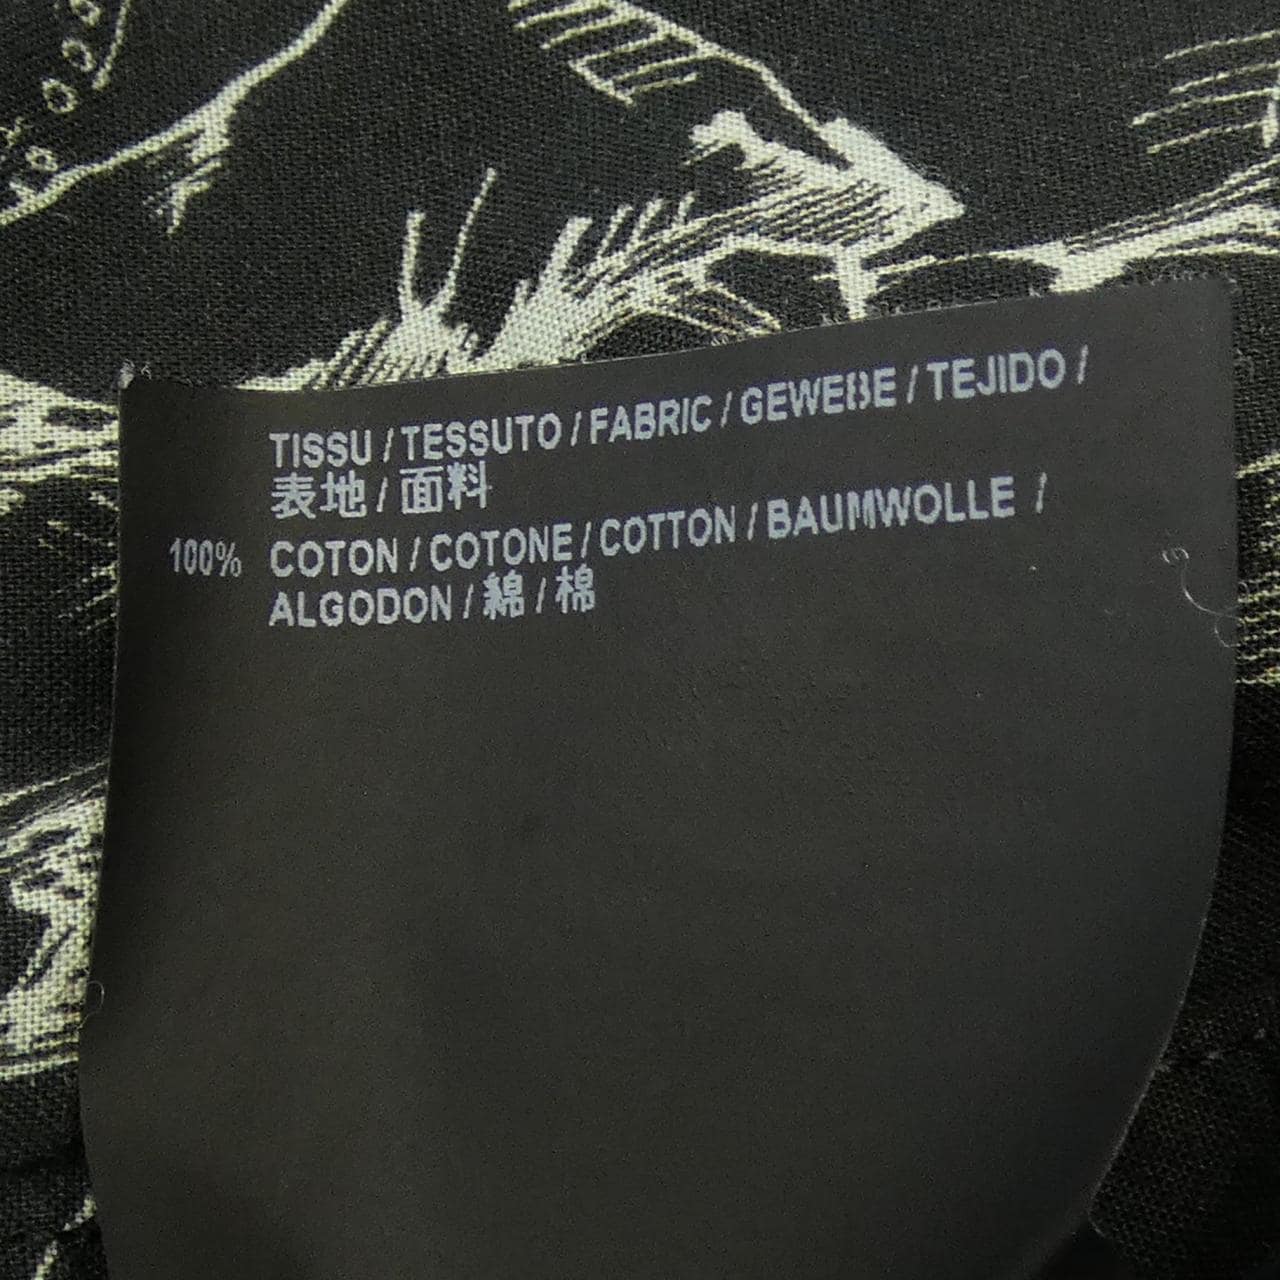 TISSU / TESSUTO / FABRIC / GEWEBE / TEJIDO /
表地 / 面料
100% COTON / COTONE / COTTON / BAUMWOLLE /
ALGODON / 綿 / 棉